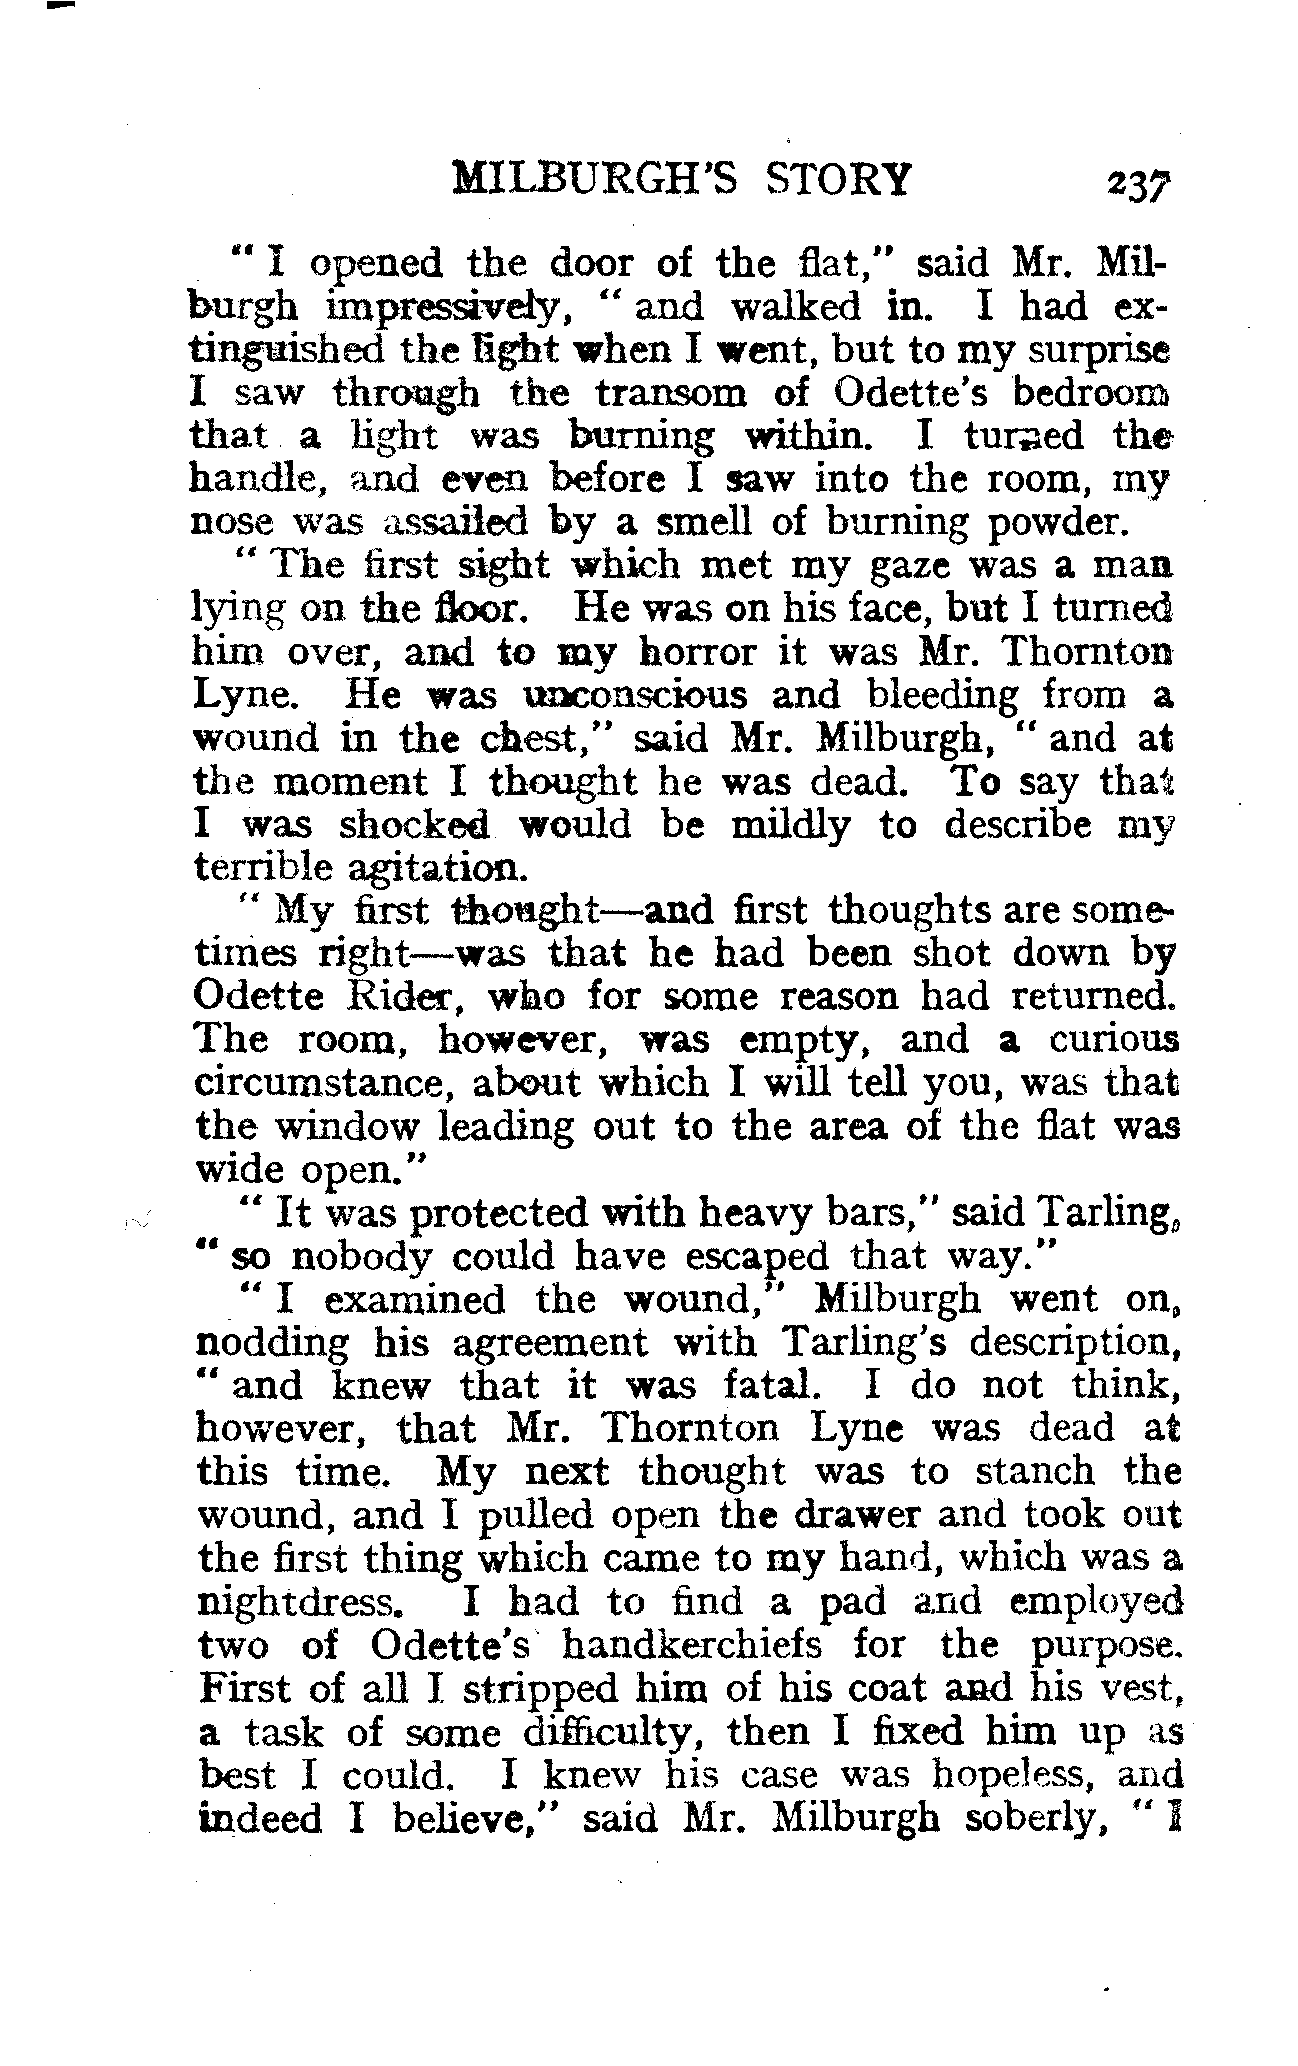 MILBURGH'S STORY 237
" I opened the door of the flat," said Mr. Mil-
burgh impressively, " and walked in. I had ex-
tinguished the light when I went, but to my surprise
I saw through the transom of Odette's bedroom
that a light was burning within. I turned the
handle, and even before I saw into the room, my
nose was assailed by a smell of burning powder.
" The first sight which met my gaze was a man
lying on the floor. He was on his face, but I turned
him over, and to my horror it was Mr. Thornton
Lyne. He was unconscious and bleeding from a
wound in the chest," said Mr. Milburgh, " and at
the moment I thought he was dead. To say that
I was shocked would be mildly to describe my
terrible agitation.
" My first thought—and first thoughts are some-
times right—was that he had been shot down by
Odette Rider, who for some reason had returned.
The room, however, was empty, and a curious
circumstance, about which I will tell you, was that
the window leading out to the area of the flat was
wide open."
" It was protected with heavy bars," said Tarling,
" so nobody could have escaped that way."
" I examined the wound," Milburgh went on,
nodding his agreement with Tarling's description,
" and knew that it was fatal. I do not think,
however, that Mr. Thornton Lyne was dead at
this time. My next thought was to stanch the
wound, and I pulled open the drawer and took out
the first thing which came to my hand, which was a
nightdress. I had to find a pad and employed
two of Odette's handkerchiefs for the purpose.
First of all I stripped him of his coat and his vest,
a task of some difficulty, then I fixed him up as
best I could. I knew his case was hopeless, and
indeed I believe," said Mr. Milburgh soberly, " I